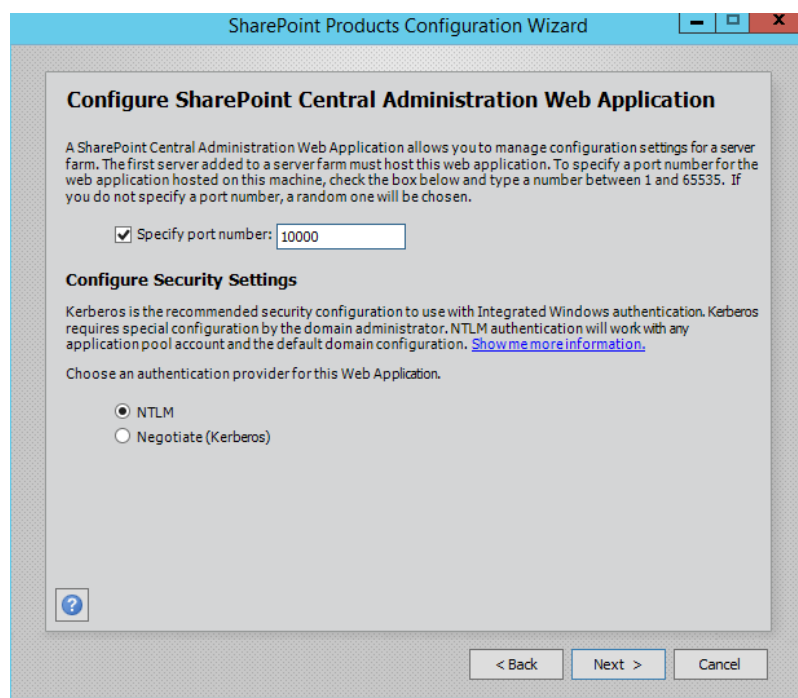 SharePoint Products Configuration Wizard
Configure SharePoint Central Administration Web Application
A SharePoint Central Administration Web Application allows you to manage configuration settings for a server
farm. The first server added to a server farm must host this web application. To specify a port number for the
web application hosted on this machine, check the box below and type a number between 1 and 65535. If
you do not specify a port number, a random one will be chosen.
Specify port number: 10000
Configure Security Settings
Kerberos is the recommended security configuration to use with Integrated Windows authentication. Kerberos
requires special configuration by the domain administrator. NTLM authentication will work with any
application pool account and the default domain configuration. Show me more information.
Choose an authentication provider for this Web Application.
NTLM
Negotiate (Kerberos)
< Back Next > Cancel